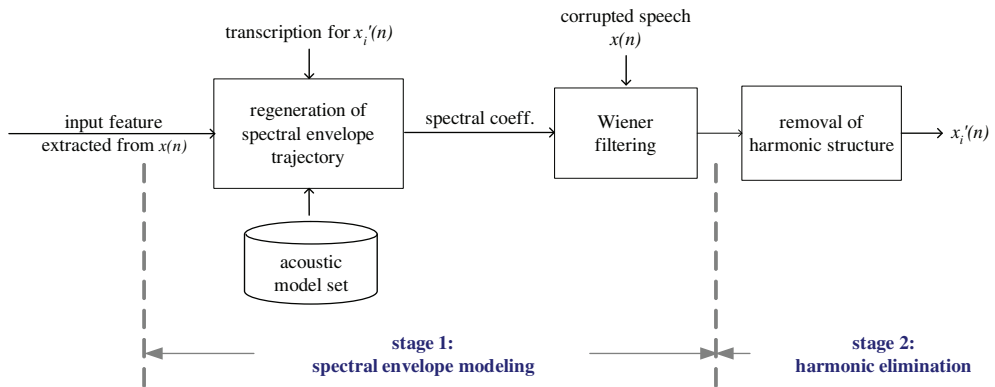 corrupted speech
x(n)
transcription for xi'(n)
input feature
extracted from x(n)
regeneration of
spectral envelope
trajectory
spectral coeff.
Wiener
filtering
removal of
harmonic structure
xi'(n)
acoustic
model set
stage 1:
spectral envelope modeling
stage 2:
harmonic elimination